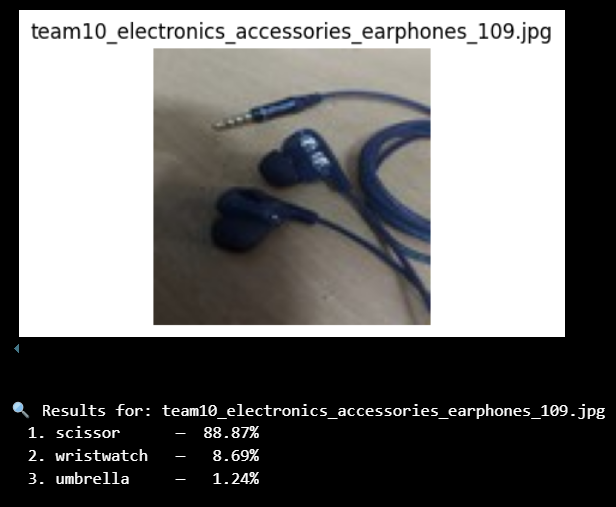 team10_electronics_accessories_earphones_109.jpg
🔍 Results for: team10_electronics_accessories_earphones_109.jpg
1. scissor – 88.87%
2. wristwatch – 8.69%
3. umbrella – 1.24%